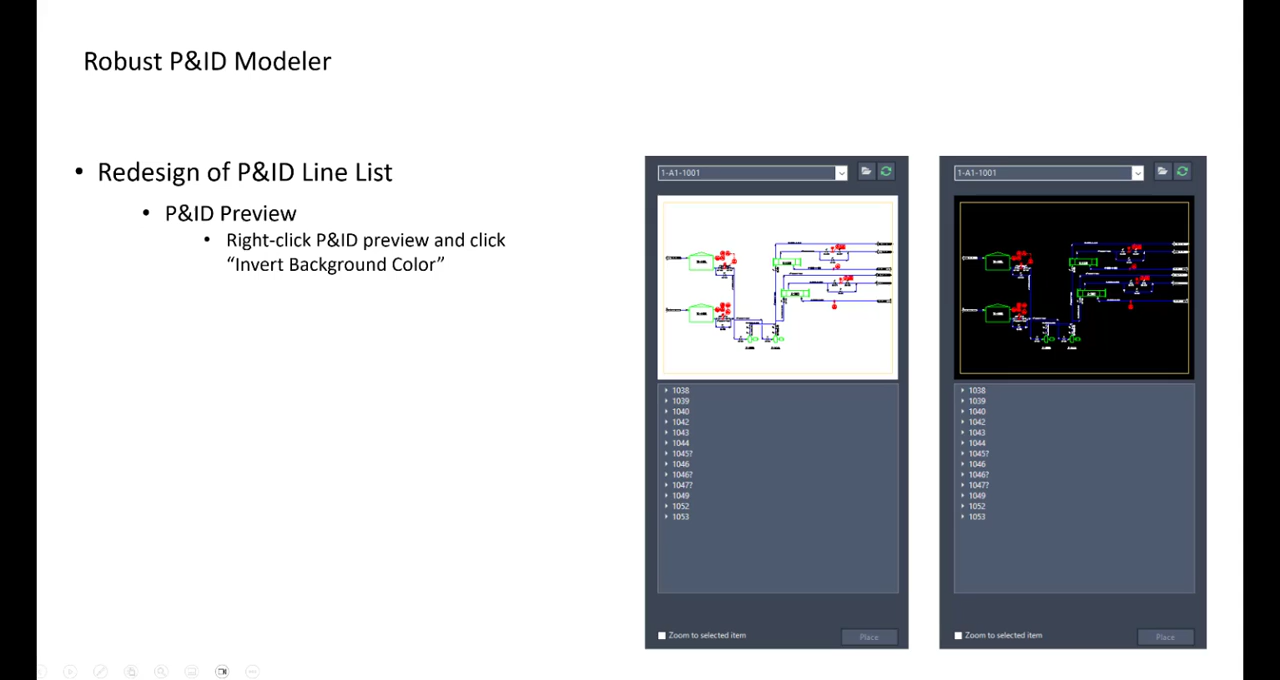 Robust P&ID Modeler
• Redesign of P&ID Line List
• P&ID Preview
• Right-click P&ID preview and click
“Invert Background Color”
1-A1-1001
1038
1039
1040
1042
1043
1044
1045?
1046
1046?
1047?
1049
1052
1053
Zoom to selected item
Place
1-A1-1001
1038
1039
1040
1042
1043
1044
1045?
1046
1046?
1047?
1049
1052
1053
Zoom to selected item
Place